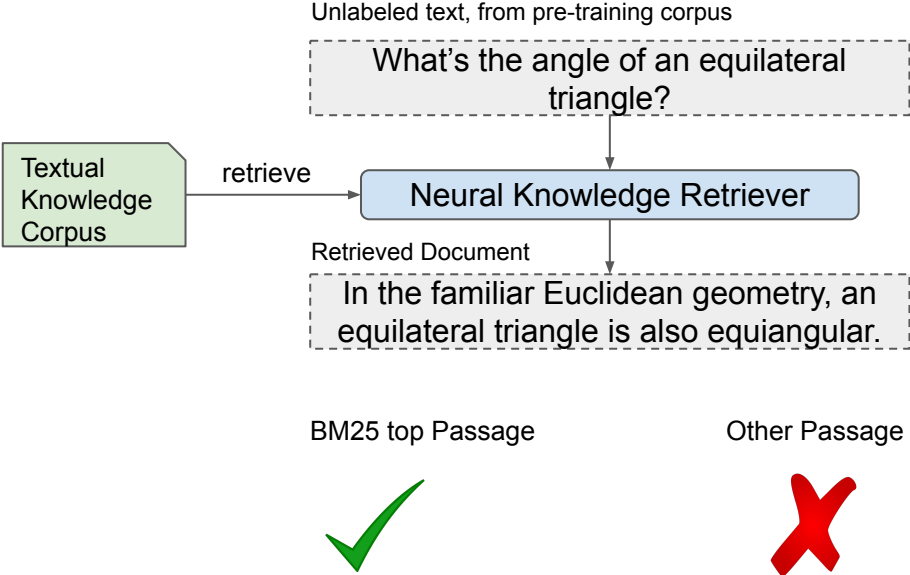 Unlabeled text, from pre-training corpus
What’s the angle of an equilateral
triangle?
Textual
Knowledge
Corpus
retrieve
Neural Knowledge Retriever
Retrieved Document
In the familiar Euclidean geometry, an
equilateral triangle is also equiangular.
BM25 top Passage
Other Passage